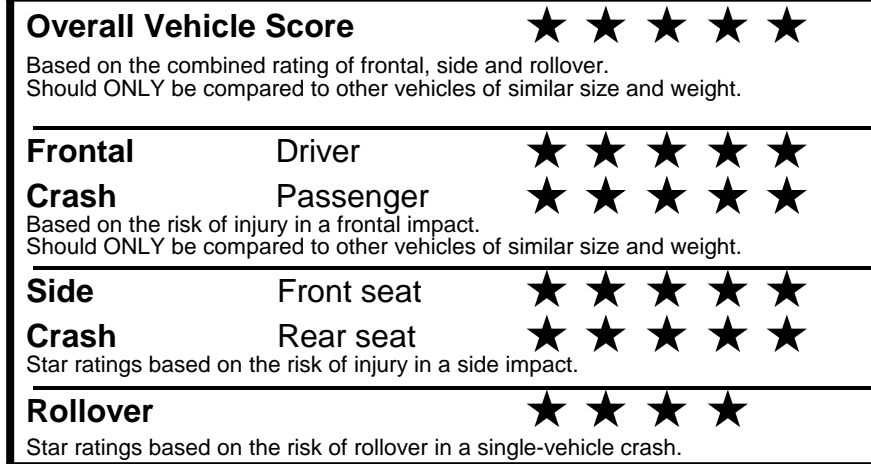 Overall Vehicle Score ★ ★ ★ ★ ★
Based on the combined rating of frontal, side and rollover.
Should ONLY be compared to other vehicles of similar size and weight.
Frontal Driver ★ ★ ★ ★ ★
Crash Passenger ★ ★ ★ ★ ★
Based on the risk of injury in a frontal impact.
Should ONLY be compared to other vehicles of similar size and weight.
Side Front seat ★ ★ ★ ★ ★
Crash Rear seat ★ ★ ★ ★ ★
Star ratings based on the risk of injury in a side impact.
Rollover ★ ★ ★ ★
Star ratings based on the risk of rollover in a single-vehicle crash.